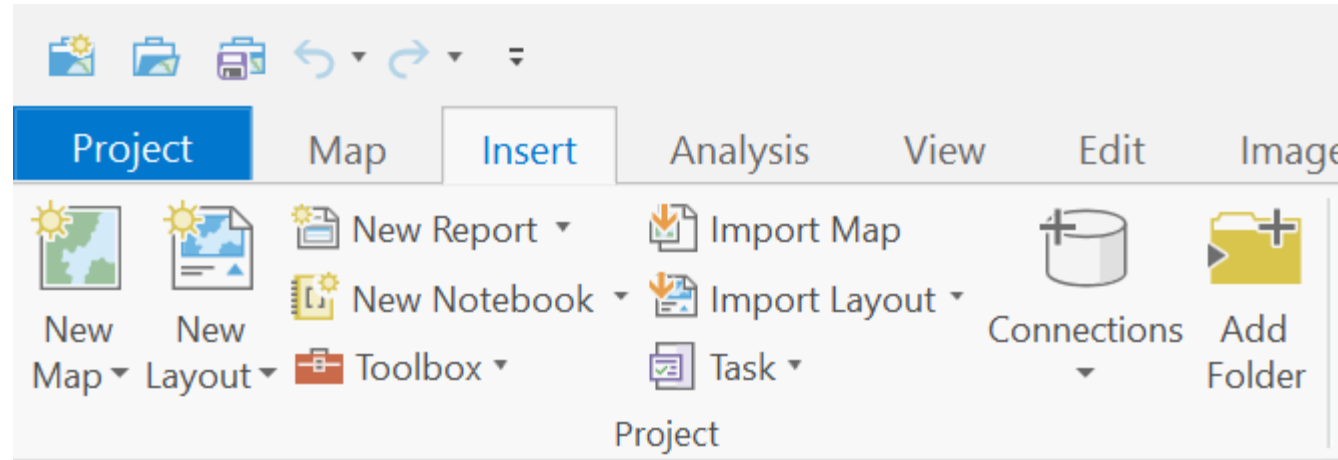 Project Map Insert Analysis View Edit Image
New Map
New Layout
New Report
New Notebook
Toolbox
Import Map
Import Layout
Task
Connections
Add Folder
Project